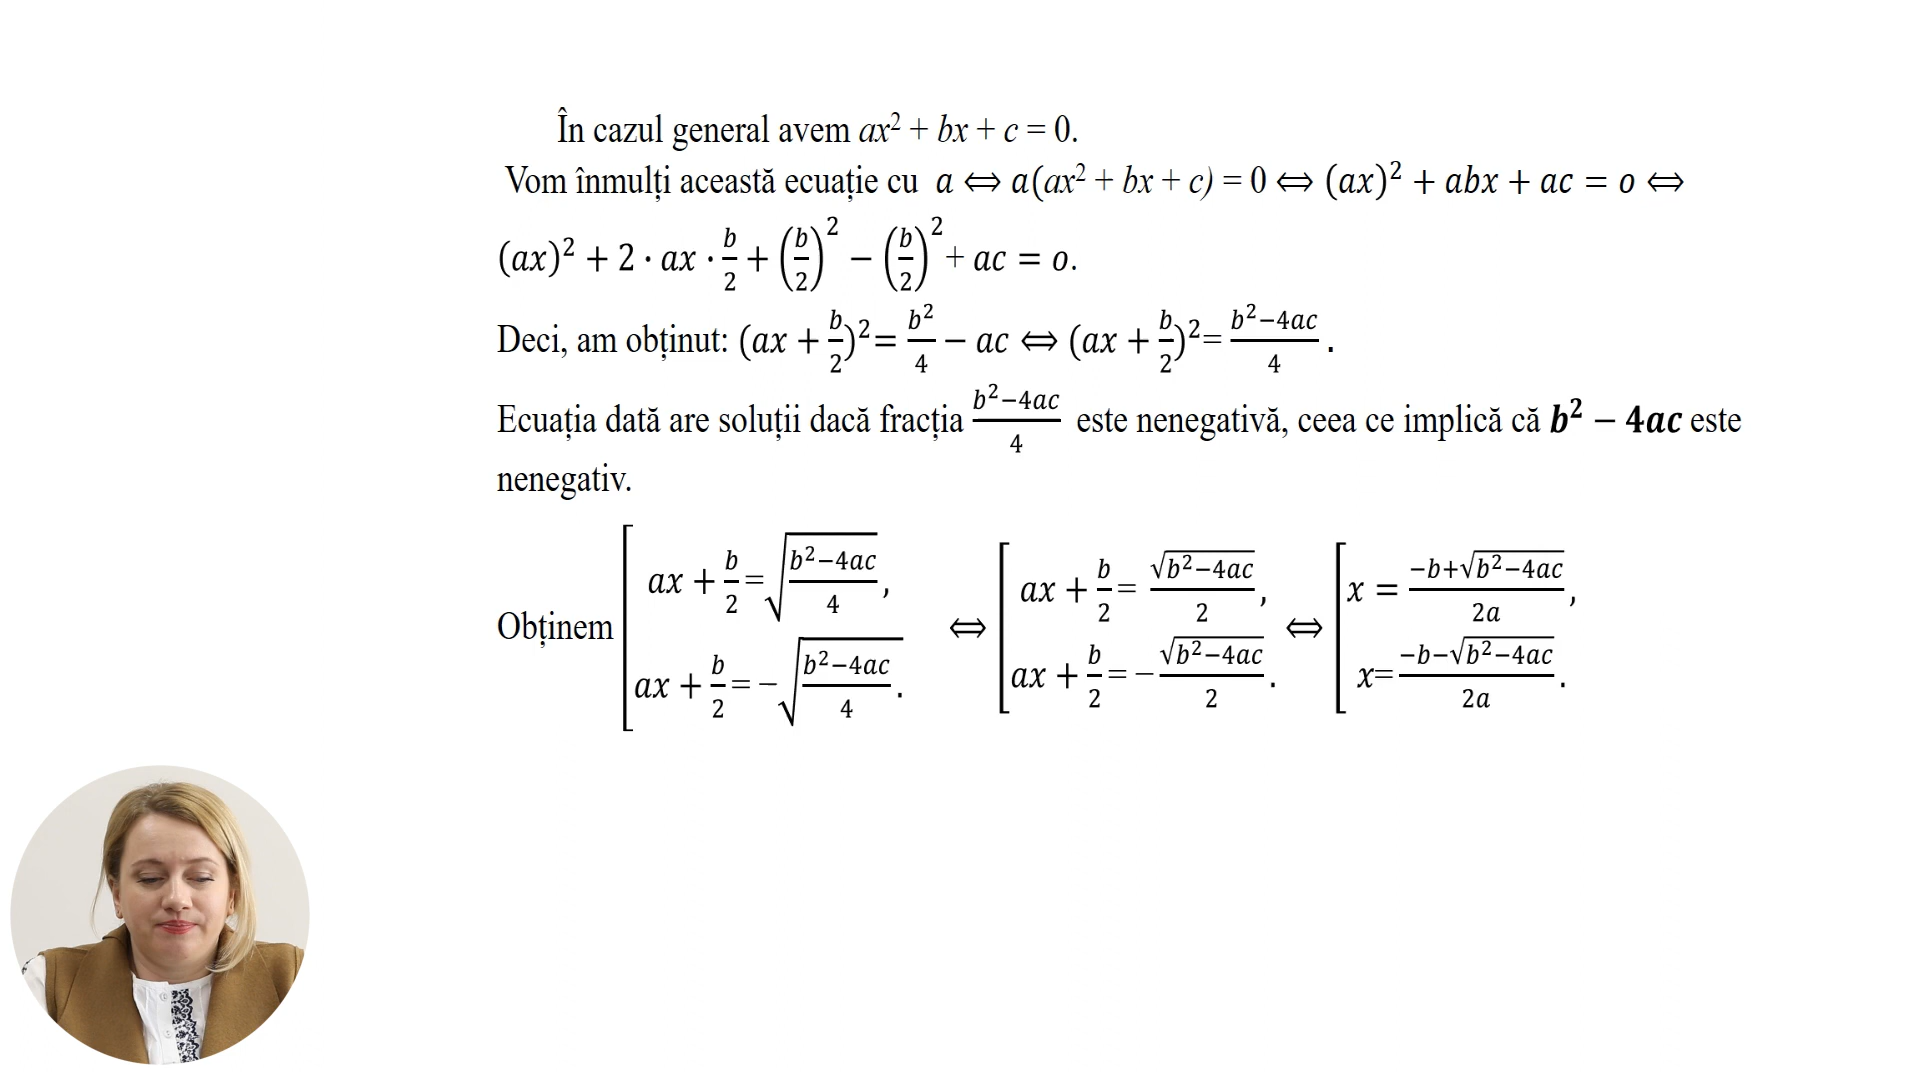 În cazul general avem ax² + bx + c = 0.
Vom înmulți această ecuație cu a ⇔ a(ax² + bx + c) = 0 ⇔ (ax)² + abx + ac = o ⇔
(ax)² + 2 · ax · b/2 + (b/2)² − (b/2)² + ac = o.
Deci, am obținut: (ax + b/2)² = b²/4 − ac ⇔ (ax + b/2)² = (b²−4ac)/4 .
Ecuația dată are soluții dacă fracția (b²−4ac)/4 este nenegativă, ceea ce implică că b² − 4ac este
nenegativ.
Obținem [ ax + b/2 = √((b²−4ac)/4), ax + b/2 = − √((b²−4ac)/4). ⇔ [ ax + b/2 = √(b²−4ac)/2, ax + b/2 = − √(b²−4ac)/2. ⇔ [ x = (−b+√(b²−4ac))/2a, x = (−b−√(b²−4ac))/2a.